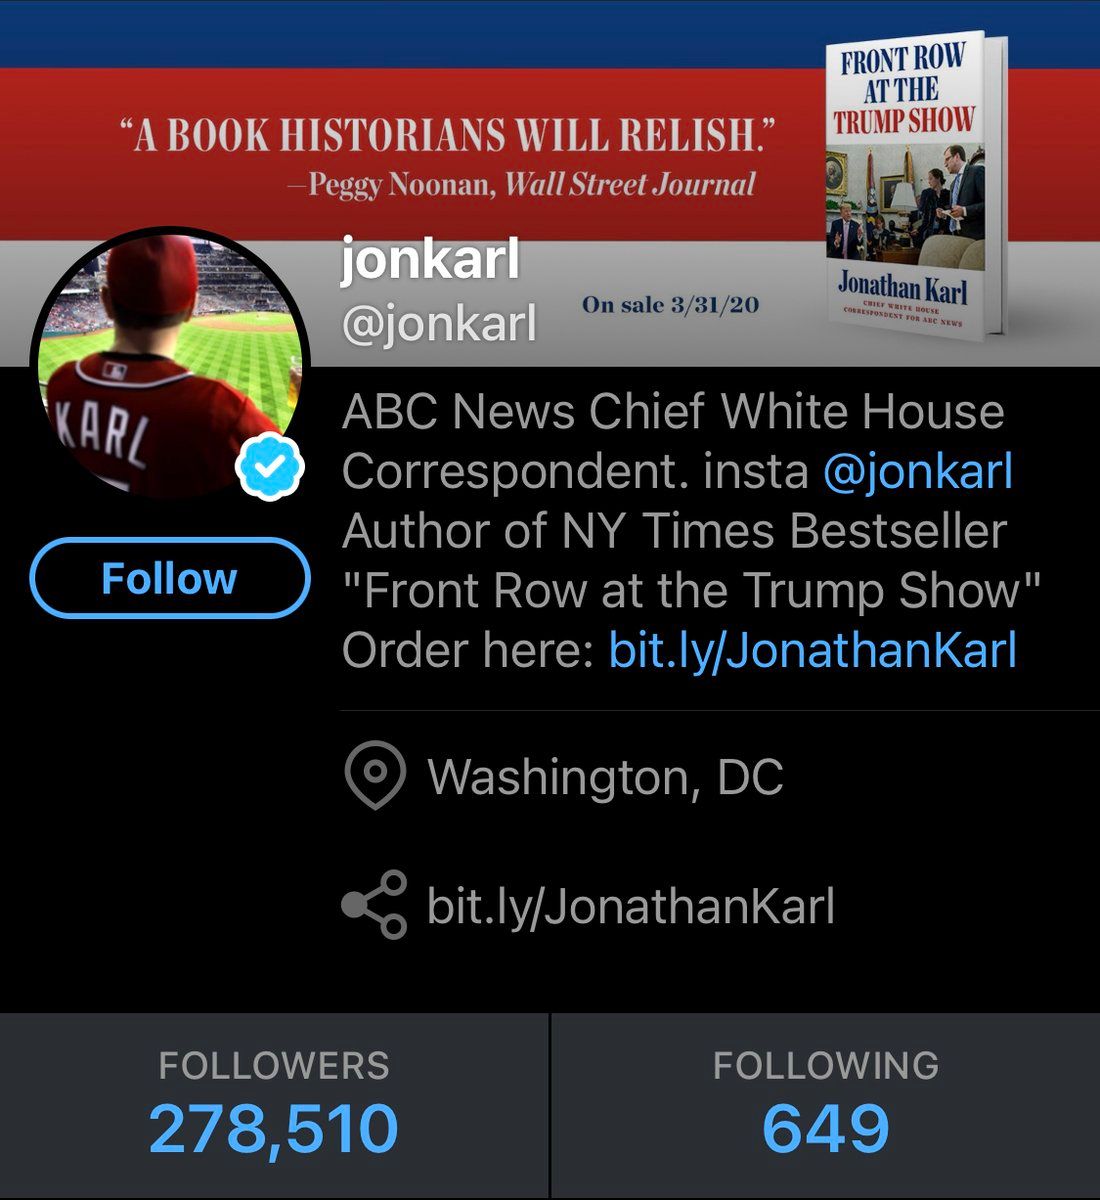 “A BOOK HISTORIANS WILL RELISH.”
—Peggy Noonan, Wall Street Journal
On sale 3/31/20
FRONT ROW
AT THE
TRUMP SHOW
Jonathan Karl
CHIEF WHITE HOUSE
CORRESPONDENT FOR ABC NEWS
KARL
jonkarl
@jonkarl
Follow
ABC News Chief White House
Correspondent. insta @jonkarl
Author of NY Times Bestseller
"Front Row at the Trump Show"
Order here: bit.ly/JonathanKarl
Washington, DC
bit.ly/JonathanKarl
FOLLOWERS
278,510
FOLLOWING
649